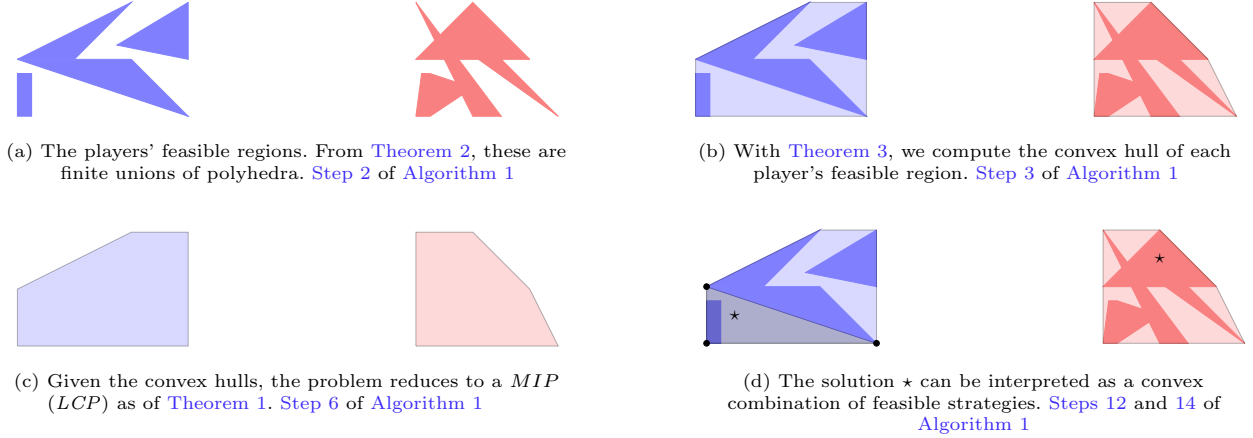 (a) The players' feasible regions. From Theorem 2, these are
finite unions of polyhedra. Step 2 of Algorithm 1
(b) With Theorem 3, we compute the convex hull of each
player's feasible region. Step 3 of Algorithm 1
⋆
⋆
(c) Given the convex hulls, the problem reduces to a MIP
(LCP) as of Theorem 1. Step 6 of Algorithm 1
(d) The solution ⋆ can be interpreted as a convex
combination of feasible strategies. Steps 12 and 14 of
Algorithm 1